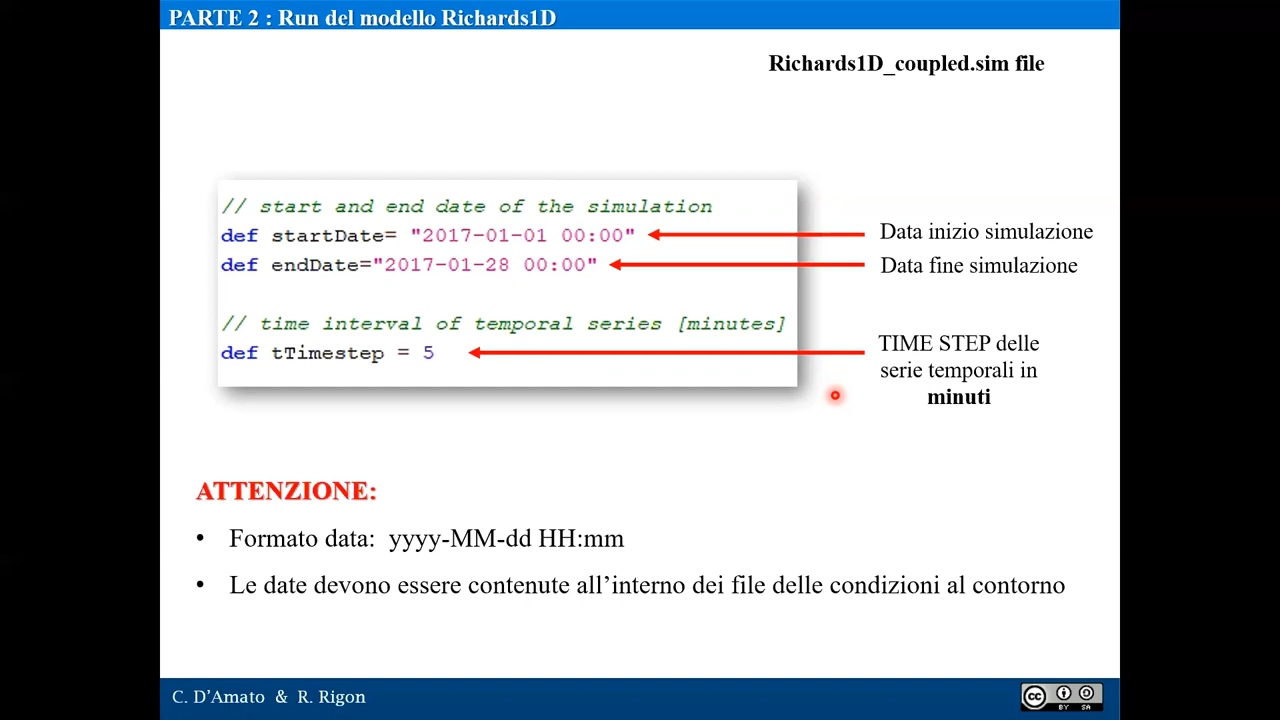 PARTE 2 : Run del modello Richards1D
Richards1D_coupled.sim file
// start and end date of the simulation
def startDate= "2017-01-01 00:00"
Data inizio simulazione
def endDate="2017-01-28 00:00"
Data fine simulazione
// time interval of temporal series [minutes]
def tTimestep = 5
TIME STEP delle
serie temporali in
minuti
ATTENZIONE:
• Formato data: yyyy-MM-dd HH:mm
• Le date devono essere contenute all’interno dei file delle condizioni al contorno
C. D’Amato & R. Rigon
cc
BY SA